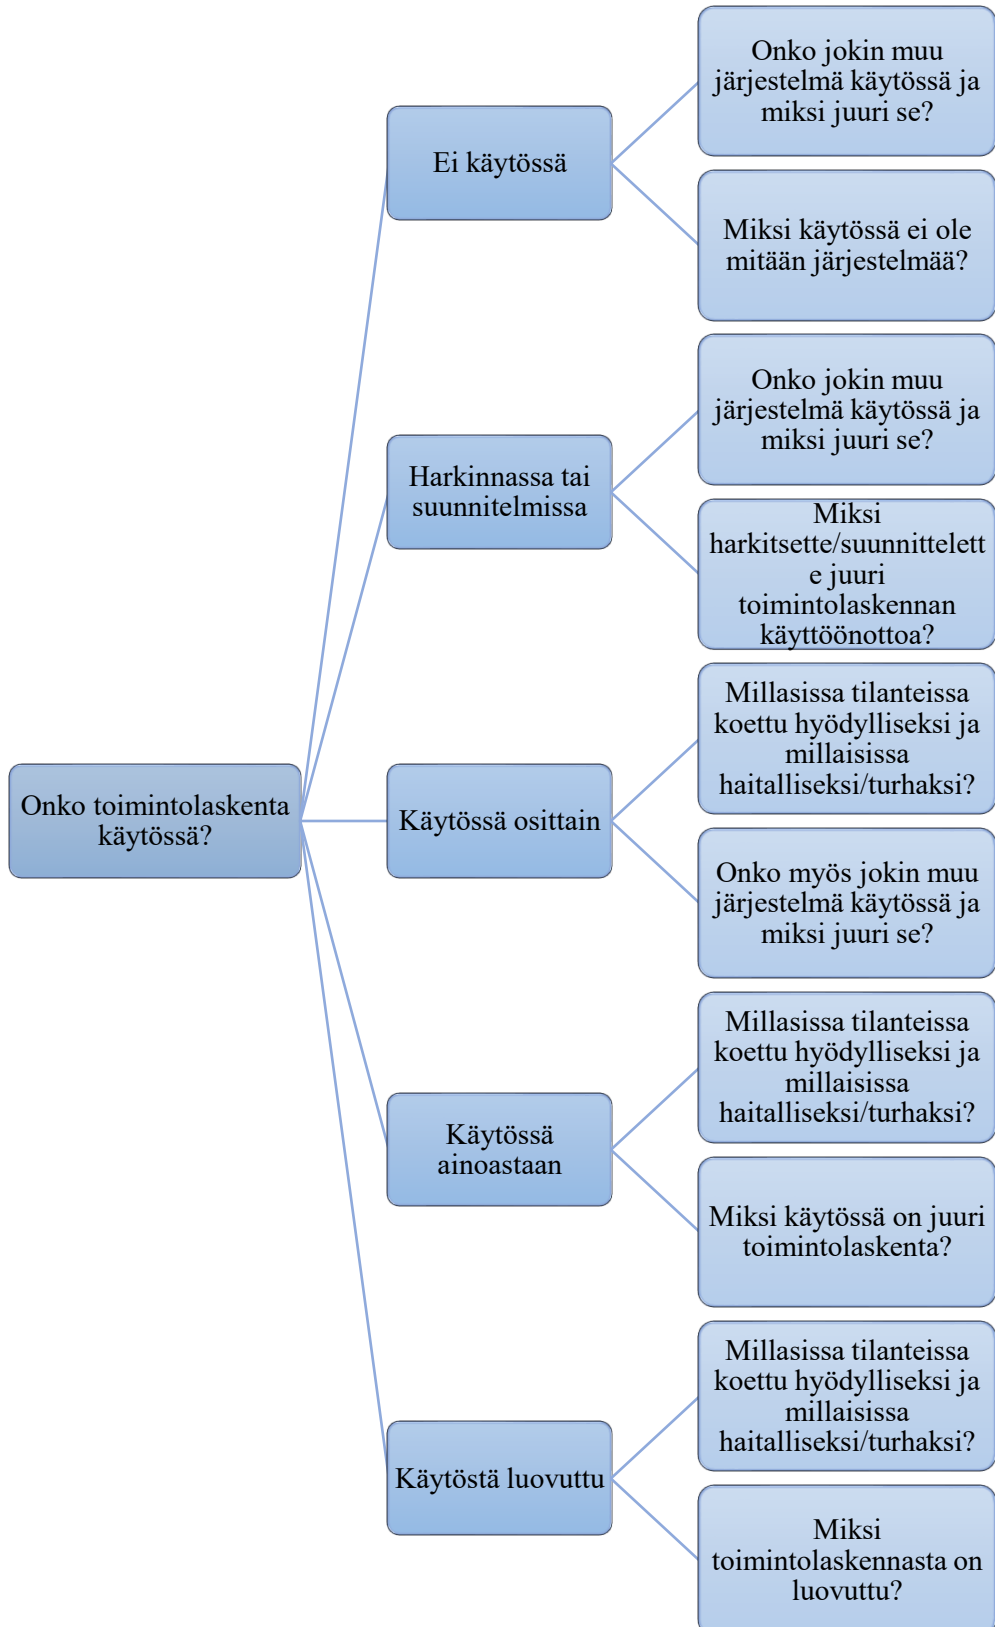 Onko toimintolaskenta
käytössä?
Ei käytössä
Onko jokin muu
järjestelmä käytössä ja
miksi juuri se?
Miksi käytössä ei ole
mitään järjestelmää?
Harkinnassa tai
suunnitelmissa
Onko jokin muu
järjestelmä käytössä ja
miksi juuri se?
Miksi
harkitsette/suunnittelett
e juuri
toimintolaskennan
käyttöönottoa?
Käytössä osittain
Millasissa tilanteissa
koettu hyödylliseksi ja
millaisissa
haitalliseksi/turhaksi?
Onko myös jokin muu
järjestelmä käytössä ja
miksi juuri se?
Käytössä
ainoastaan
Millasissa tilanteissa
koettu hyödylliseksi ja
millaisissa
haitalliseksi/turhaksi?
Miksi käytössä on juuri
toimintolaskenta?
Käytöstä luovuttu
Millasissa tilanteissa
koettu hyödylliseksi ja
millaisissa
haitalliseksi/turhaksi?
Miksi
toimintolaskennasta on
luovuttu?